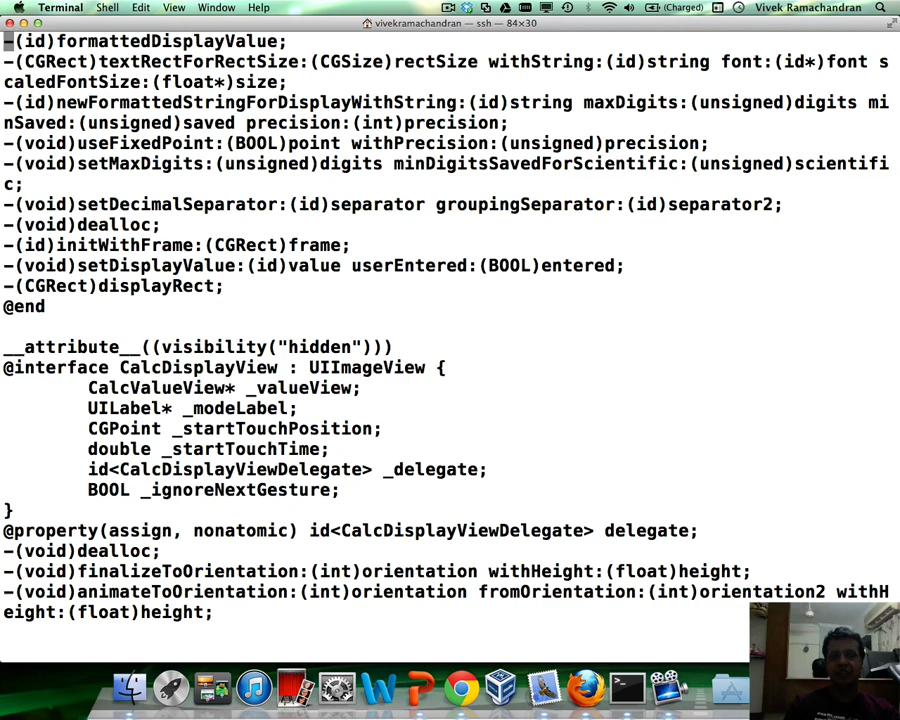 Terminal Shell Edit View Window Help (Charged) Vivek Ramachandran
vivekramachandran — ssh — 84×30
-(id)formattedDisplayValue;
-(CGRect)textRectForRectSize:(CGSize)rectSize withString:(id)string font:(id*)font s
caledFontSize:(float*)size;
-(id)newFormattedStringForDisplayWithString:(id)string maxDigits:(unsigned)digits mi
nSaved:(unsigned)saved precision:(int)precision;
-(void)useFixedPoint:(BOOL)point withPrecision:(unsigned)precision;
-(void)setMaxDigits:(unsigned)digits minDigitsSavedForScientific:(unsigned)scientifi
c;
-(void)setDecimalSeparator:(id)separator groupingSeparator:(id)separator2;
-(void)dealloc;
-(id)initWithFrame:(CGRect)frame;
-(void)setDisplayValue:(id)value userEntered:(BOOL)entered;
-(CGRect)displayRect;
@end
__attribute__((visibility("hidden")))
@interface CalcDisplayView : UIImageView {
CalcValueView* _valueView;
UILabel* _modeLabel;
CGPoint _startTouchPosition;
double _startTouchTime;
id<CalcDisplayViewDelegate> _delegate;
BOOL _ignoreNextGesture;
}
@property(assign, nonatomic) id<CalcDisplayViewDelegate> delegate;
-(void)dealloc;
-(void)finalizeToOrientation:(int)orientation withHeight:(float)height;
-(void)animateToOrientation:(int)orientation fromOrientation:(int)orientation2 withH
eight:(float)height;